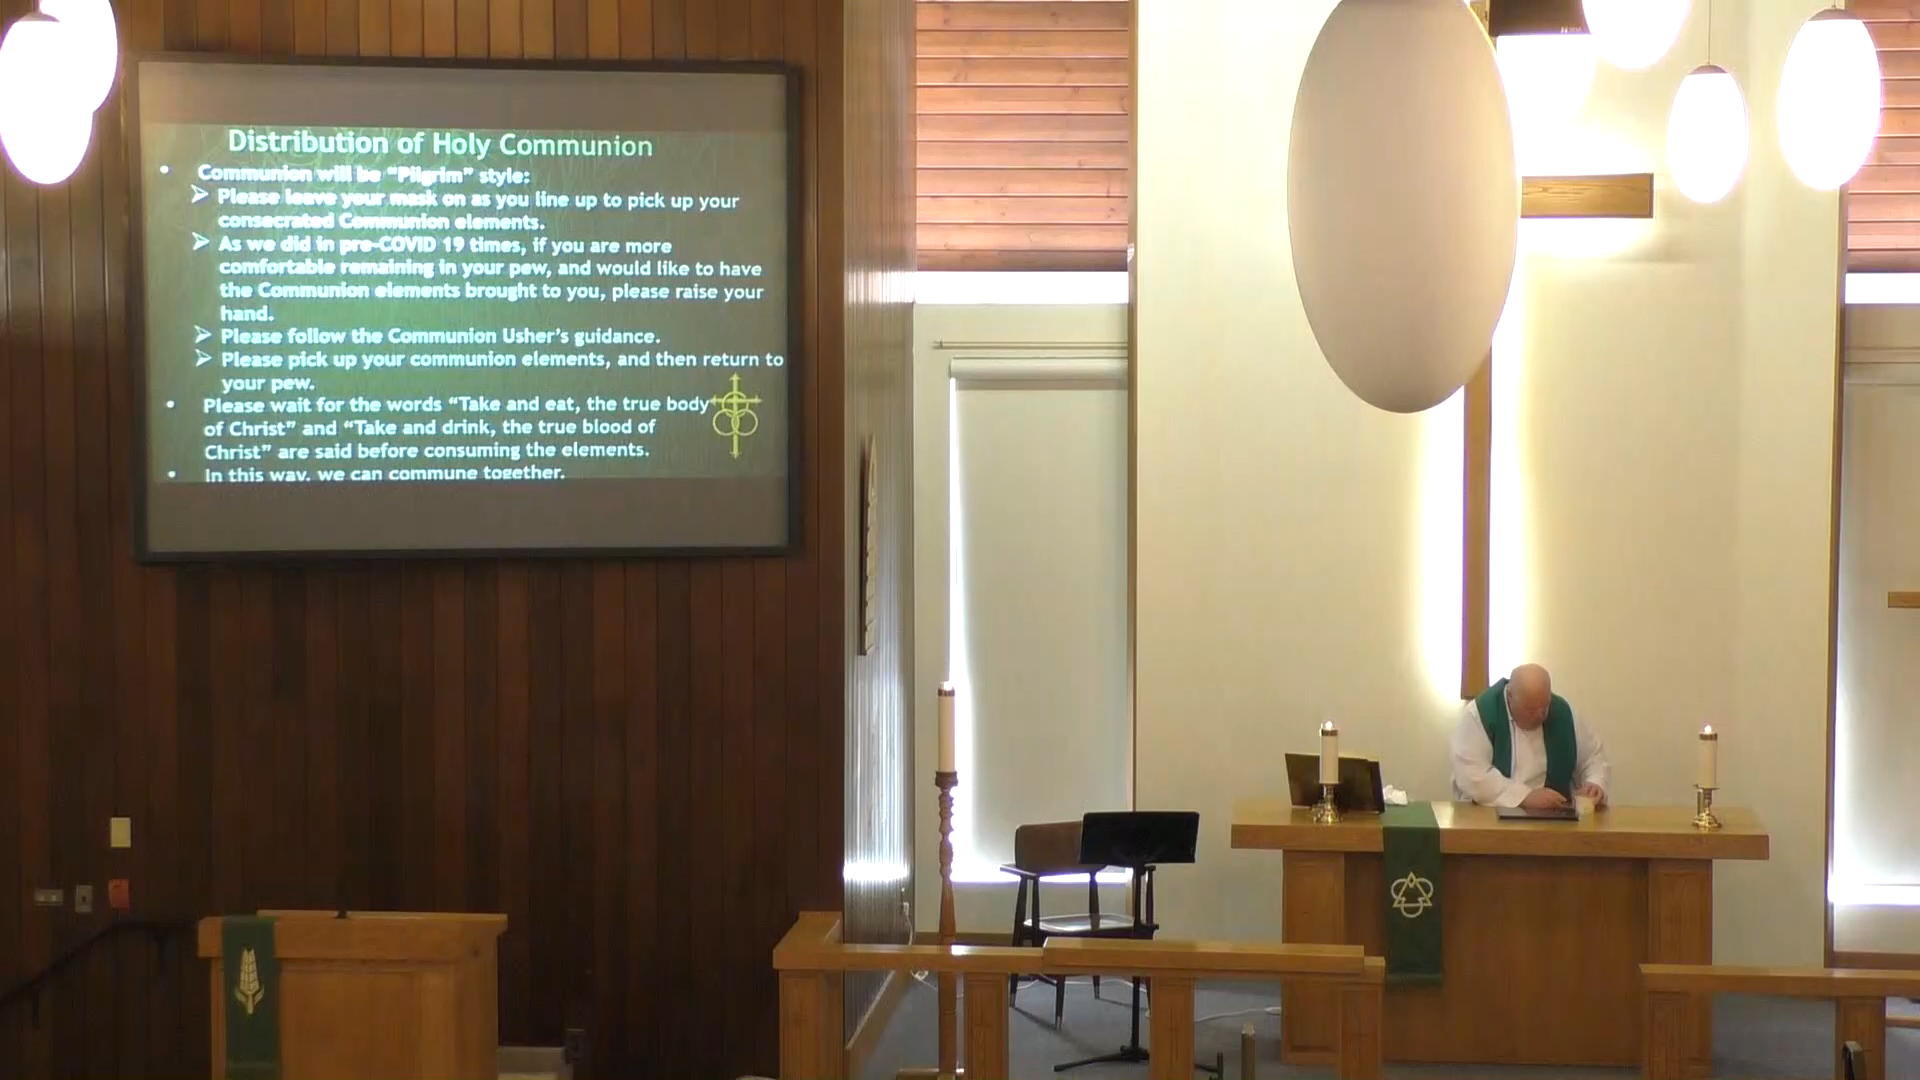 Distribution of Holy Communion
• Communion will be “Pilgrim” style:
➢ Please leave your mask on as you line up to pick up your
consecrated Communion elements.
➢ As we did in pre-COVID 19 times, if you are more
comfortable remaining in your pew, and would like to have
the Communion elements brought to you, please raise your
hand.
➢ Please follow the Communion Usher’s guidance.
➢ Please pick up your communion elements, and then return to
your pew.
• Please wait for the words “Take and eat, the true body
of Christ” and “Take and drink, the true blood of
Christ” are said before consuming the elements.
• In this way, we can commune together.